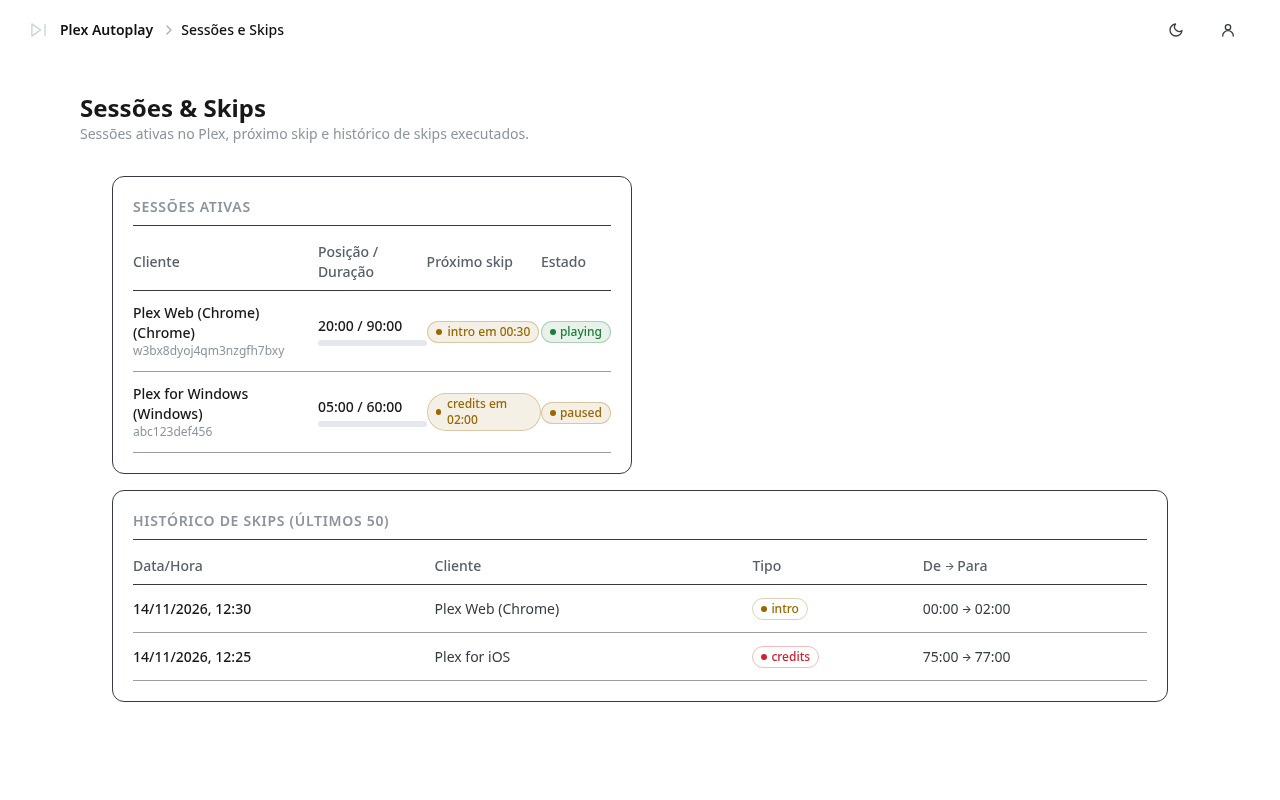 Plex Autoplay > Sessões e Skips
Sessões & Skips
Sessões ativas no Plex, próximo skip e histórico de skips executados.
SESSÕES ATIVAS
Cliente
Posição /
Duração
Próximo skip
Estado
Plex Web (Chrome)
(Chrome)
w3bx8dyoj4qm3nzgfh7bxy
20:00 / 90:00
intro em 00:30
playing
Plex for Windows
(Windows)
abc123def456
05:00 / 60:00
credits em
02:00
paused
HISTÓRICO DE SKIPS (ÚLTIMOS 50)
Data/Hora Cliente Tipo De → Para
14/11/2026, 12:30 Plex Web (Chrome) intro 00:00 → 02:00
14/11/2026, 12:25 Plex for iOS credits 75:00 → 77:00